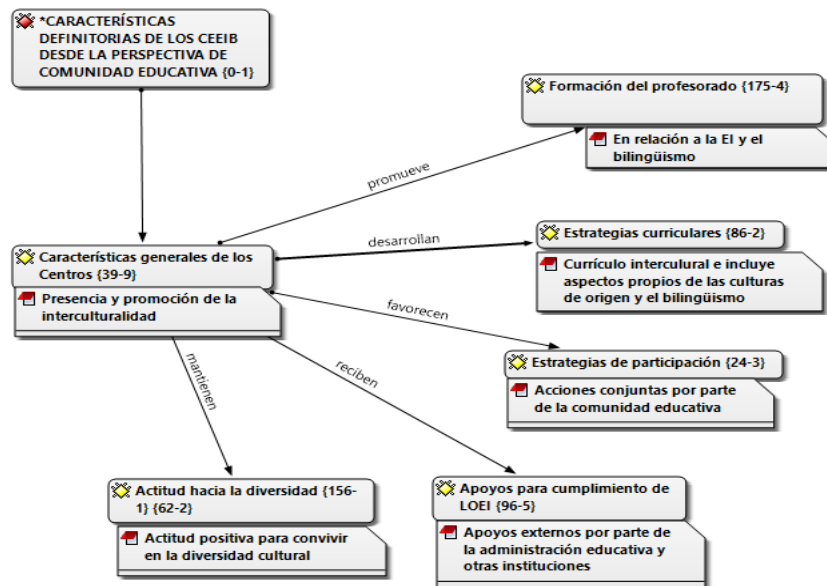 *CARACTERÍSTICAS
DEFINITORIAS DE LOS CEEIB
DESDE LA PERSPECTIVA DE
COMUNIDAD EDUCATIVA {0-1}
Formación del profesorado {175-4}
En relación a la EI y el
bilingüismo
promueve
desarrollan
Estrategias curriculares {86-2}
Currículo interculural e incluye
aspectos propios de las culturas
de origen y el bilingüismo
Características generales de los
Centros {39-9}
Presencia y promoción de la
interculturalidad
favorecen
Estrategias de participación {24-3}
Acciones conjuntas por parte
de la comunidad educativa
mantienen
reciben
Actitud hacia la diversidad {156-
1} {62-2}
Actitud positiva para convivir
en la diversidad cultural
Apoyos para cumplimiento de
LOEI {96-5}
Apoyos externos por parte de
la administración educativa y
otras instituciones